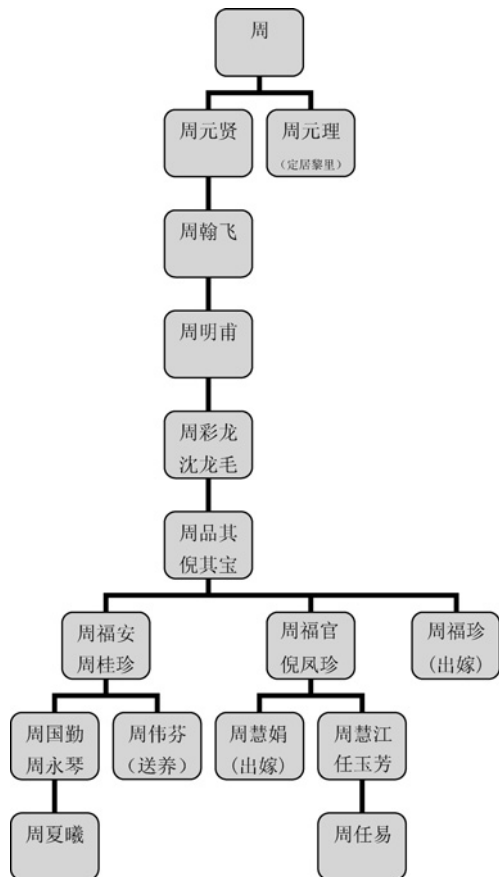 周
周元贤
周元理
（定居黎里）
周翰飞
周明甫
周彩龙
沈龙毛
周品其
倪其宝
周福安
周桂珍
周福官
倪凤珍
周福珍
（出嫁）
周国勤
周永琴
周伟芬
（送养）
周慧娟
（出嫁）
周慧江
任玉芳
周夏曦
周任易